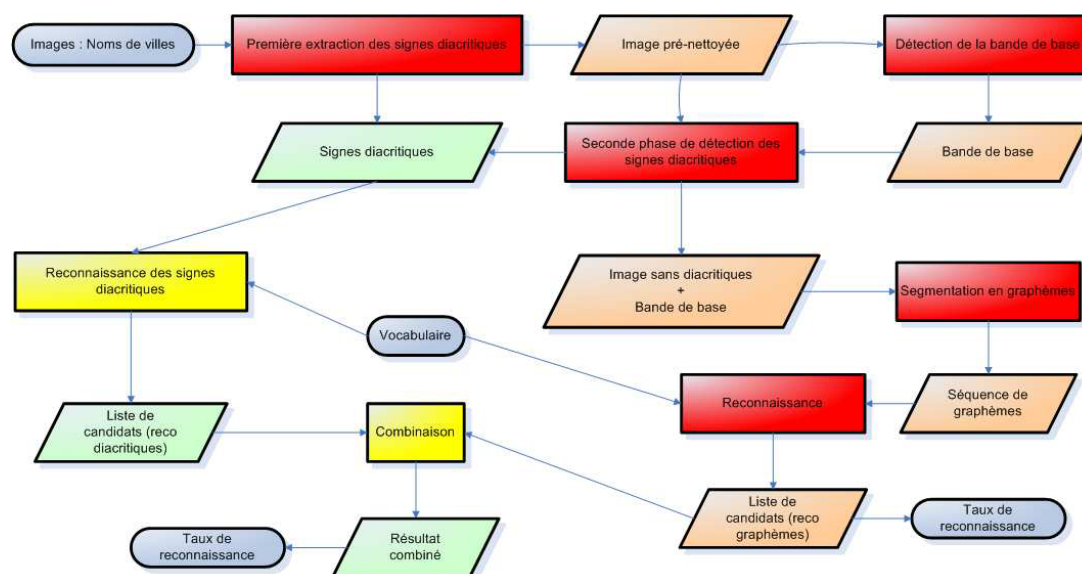 Images : Noms de villes
Première extraction des signes diacritiques
Image pré-nettoyée
Détection de la bande de base
Signes diacritiques
Seconde phase de détection des
signes diacritiques
Bande de base
Reconnaissance des signes
diacritiques
Image sans diacritiques
+
Bande de base
Segmentation en graphèmes
Vocabulaire
Liste de
candidats (reco
diacritiques)
Combinaison
Reconnaissance
Séquence de
graphèmes
Taux de
reconnaissance
Résultat
combiné
Liste de
candidats (reco
graphèmes)
Taux de
reconnaissance